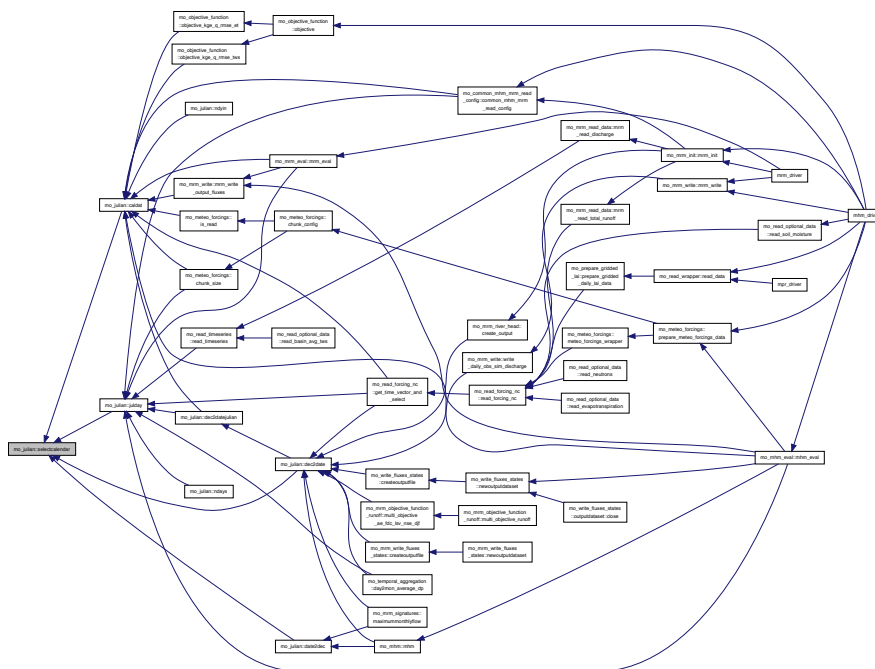 mo_objective_function
::objective_kge_q_rmse_et
mo_objective_function
::objective
mo_objective_function
::objective_kge_q_rmse_tws
mo_common_mhm_mrm_read
_config::common_mhm_mrm
_read_config
mo_julian::ndyin
mo_mrm_read_data::mrm
_read_discharge
mo_mrm_eval::mrm_eval
mo_mrm_init::mrm_init
mrm_driver
mo_mrm_write::mrm_write
_output_fluxes
mo_mrm_write::mrm_write
mo_julian::caldat
mo_meteo_forcings::
is_read
mo_meteo_forcings::
chunk_config
mo_mrm_read_data::mrm
_read_total_runoff
mhm_driv
mo_read_optional_data
::read_soil_moisture
mo_meteo_forcings::
chunk_size
mo_prepare_gridded
_lai::prepare_gridded
_daily_lai_data
mo_read_wrapper::read_data
mpr_driver
mo_mrm_river_head::
create_output
mo_read_timeseries
::read_timeseries
mo_read_optional_data
::read_basin_avg_tws
mo_meteo_forcings::
meteo_forcings_wrapper
mo_meteo_forcings::
prepare_meteo_forcings_data
mo_mrm_write::write
_daily_obs_sim_discharge
mo_read_optional_data
::read_neutrons
mo_read_forcing_nc
::get_time_vector_and
_select
mo_read_forcing_nc
::read_forcing_nc
mo_read_optional_data
::read_evapotranspiration
mo_julian::julday
mo_julian::dec2datejulian
mo_julian::selectcalendar
mo_julian::dec2date
mo_mhm_eval::mhm_eval
mo_write_fluxes_states
::createoutputfile
mo_write_fluxes_states
::newoutputdataset
mo_julian::ndays
mo_mrm_objective_function
_runoff::multi_objective
_ae_fdc_lsv_nse_djf
mo_mrm_objective_function
_runoff::multi_objective_runoff
mo_write_fluxes_states
::outputdataset::close
mo_mrm_write_fluxes
_states::createoutputfile
mo_mrm_write_fluxes
_states::newoutputdataset
mo_temporal_aggregation
::day2mon_average_dp
mo_mrm_signatures::
maximummonthlyflow
mo_julian::date2dec
mo_mhm::mhm